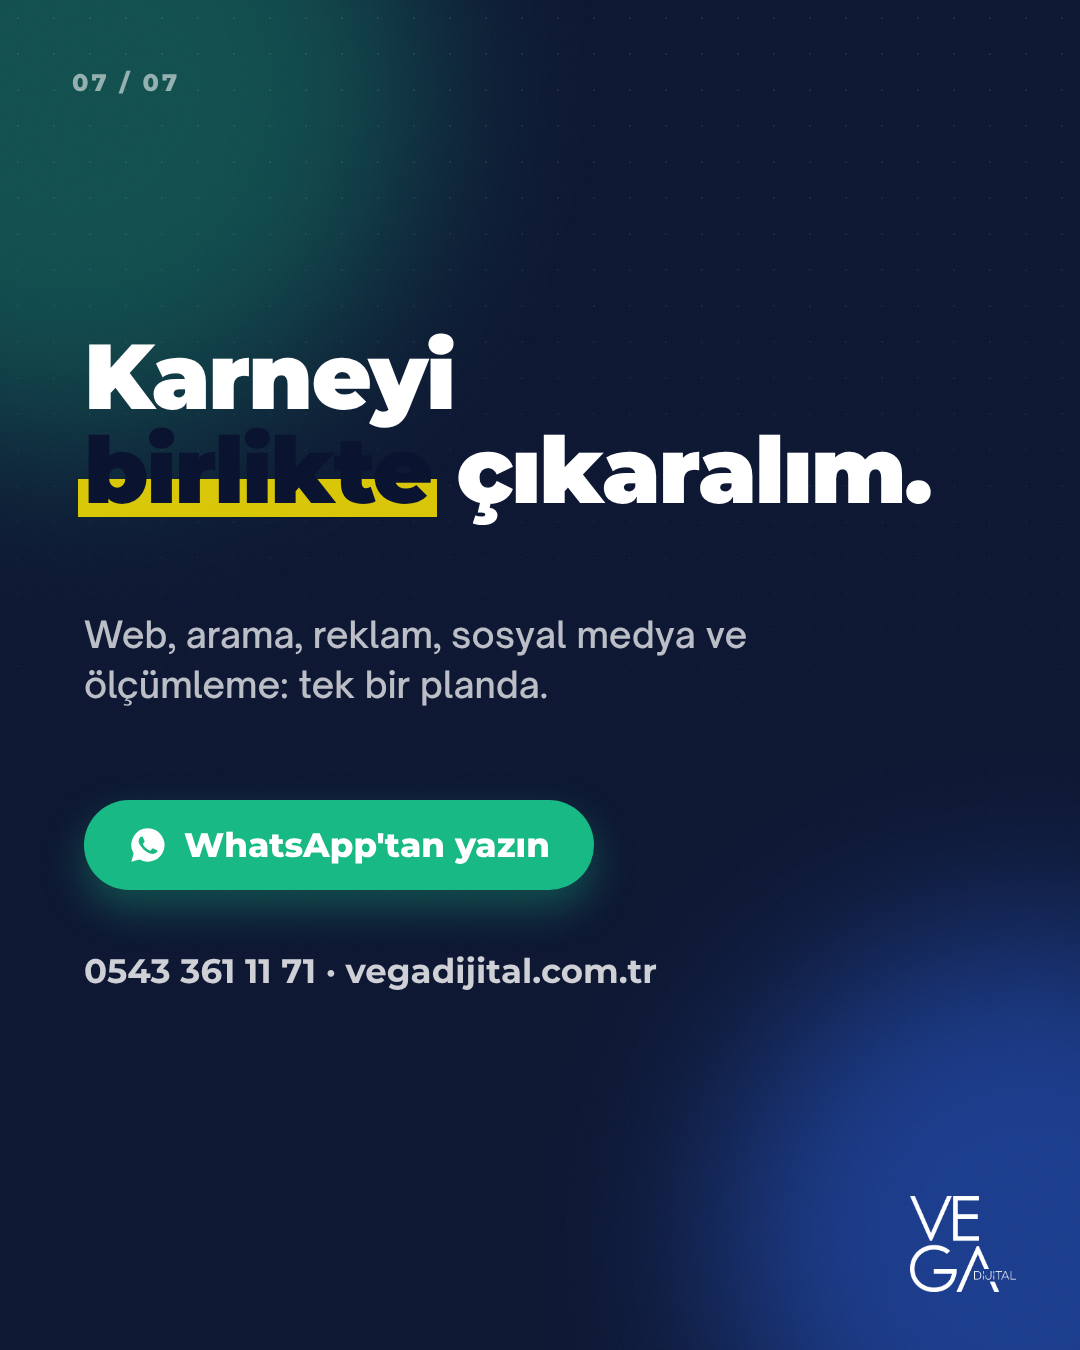 07 / 07
Karneyi
birlikte çıkaralım.
Web, arama, reklam, sosyal medya ve
ölçümleme: tek bir planda.
WhatsApp'tan yazın
0543 361 11 71 · vegadijital.com.tr
VE
GA
DIJITAL